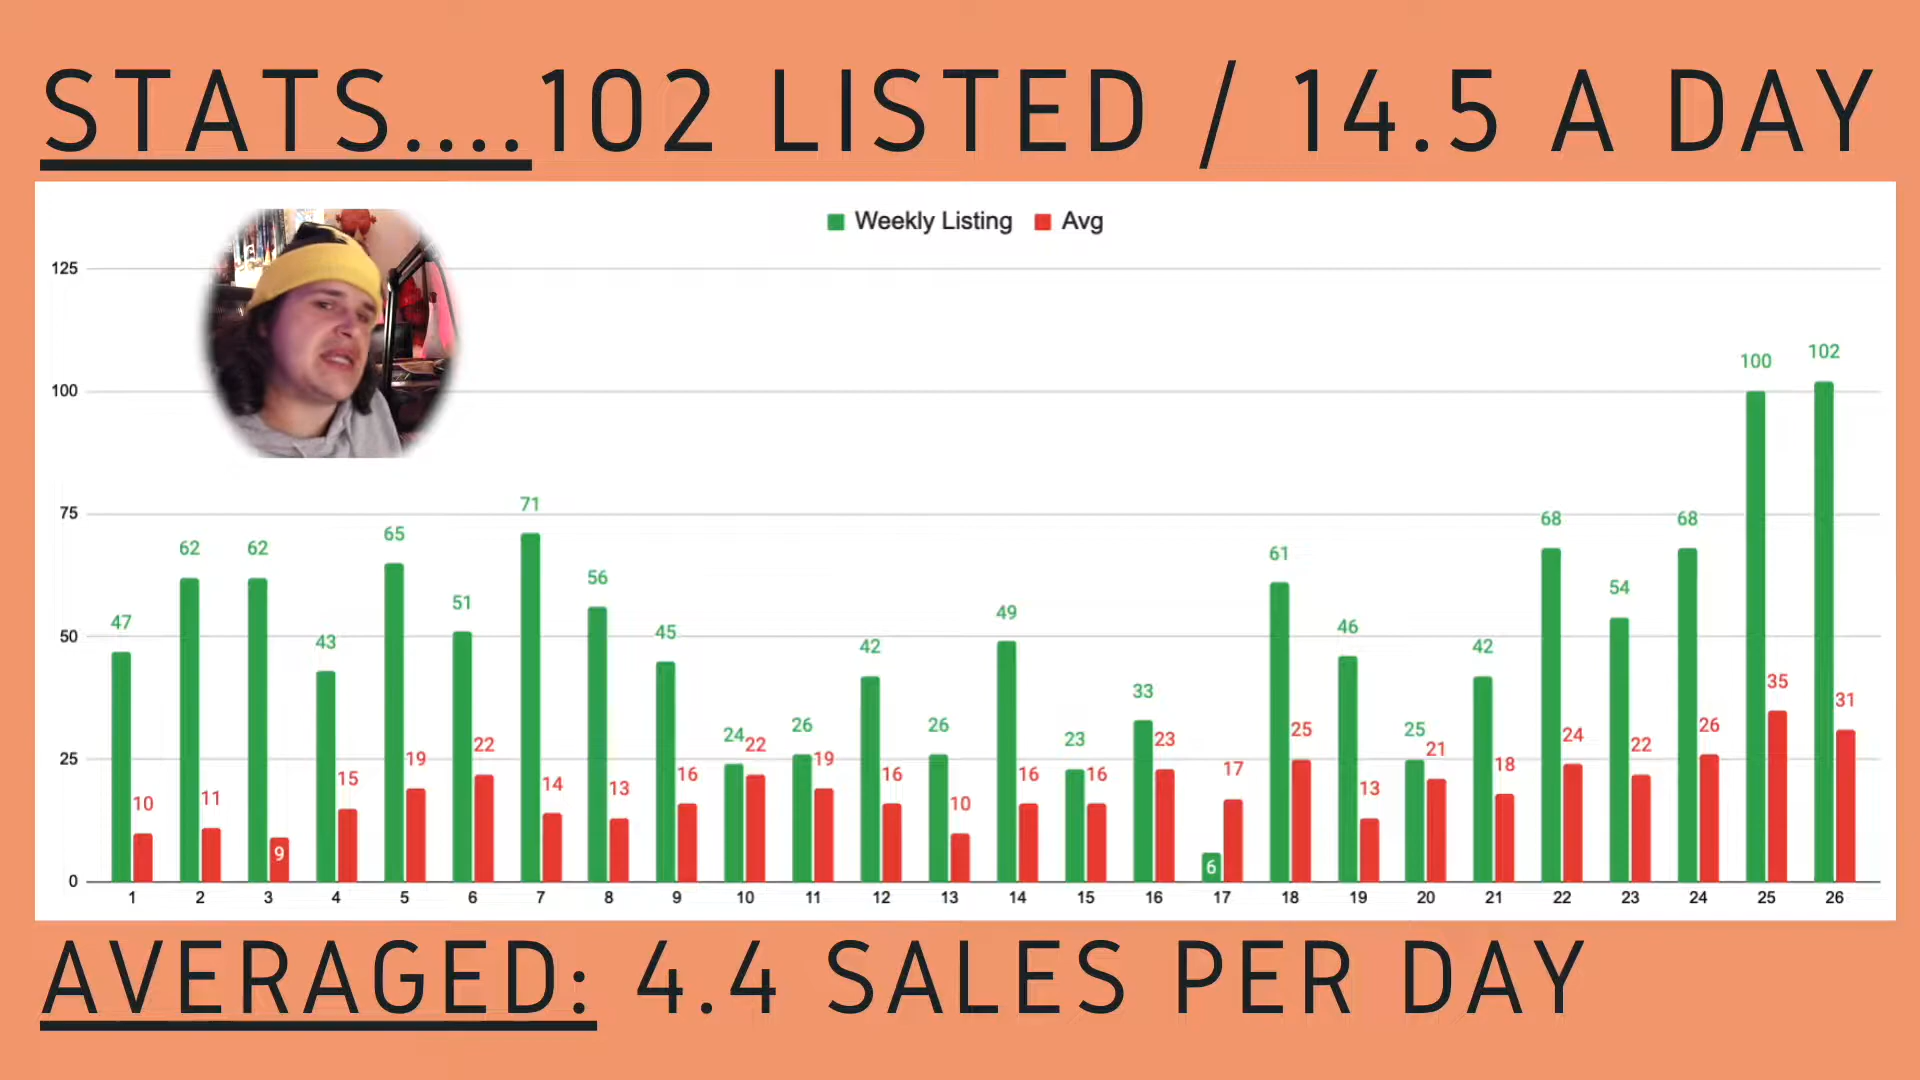 STATS....102 LISTED / 14.5 A DAY
Weekly Listing Avg
125
100
75
50
25
0
47 62 62 43 65 51 71 56 45 24 26 42 26 49 23 33 6 61 46 25 42 68 54 68 100 102
10 11 9 15 19 22 14 13 16 22 19 16 10 16 16 23 17 25 13 21 18 24 22 26 35 31
1 2 3 4 5 6 7 8 9 10 11 12 13 14 15 16 17 18 19 20 21 22 23 24 25 26
AVERAGED: 4.4 SALES PER DAY